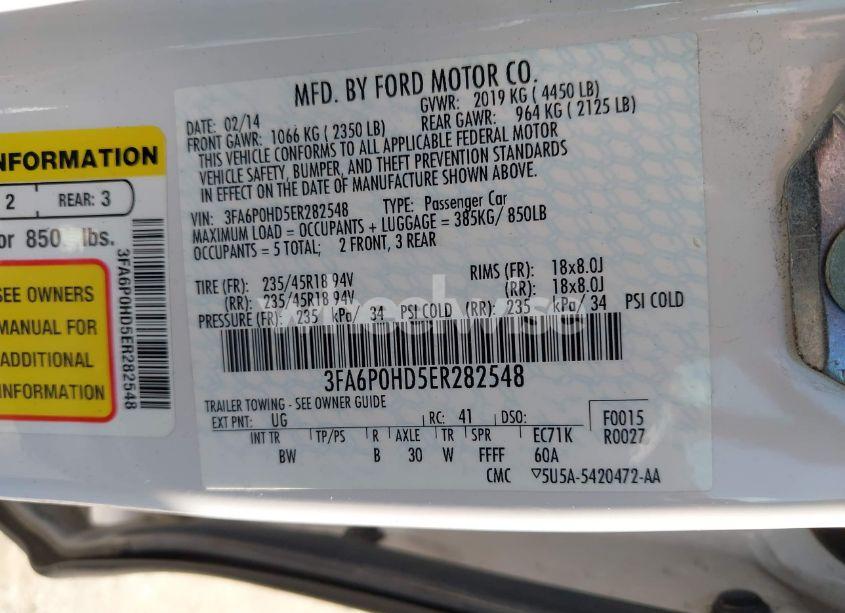 NFORMATION
2 REAR: 3
or 850 lbs.
SEE OWNERS
MANUAL FOR
ADDITIONAL
INFORMATION
3FA6P0HD5ER282548
MFD. BY FORD MOTOR CO.
DATE: 02/14 GVWR: 2019 KG ( 4450 LB)
FRONT GAWR: 1066 KG ( 2350 LB) REAR GAWR: 964 KG ( 2125 LB)
THIS VEHICLE CONFORMS TO ALL APPLICABLE FEDERAL MOTOR
VEHICLE SAFETY, BUMPER, AND THEFT PREVENTION STANDARDS
IN EFFECT ON THE DATE OF MANUFACTURE SHOWN ABOVE.
VIN: 3FA6P0HD5ER282548 TYPE: Passenger Car
MAXIMUM LOAD = OCCUPANTS + LUGGAGE = 385KG/ 850LB
OCCUPANTS = 5 TOTAL; 2 FRONT, 3 REAR
TIRE (FR): 235/45R18 94V RIMS (FR): 18x8.0J
(RR): 235/45R18 94V (RR): 18x8.0J
PRESSURE (FR): 235 kPa/ 34 PSI COLD (RR): 235 kPa/ 34 PSI COLD
wheelwise
3FA6P0HD5ER282548
TRAILER TOWING - SEE OWNER GUIDE
EXT PNT: UG RC: 41 DSO: F0015
INT TR TP/PS R AXLE TR SPR EC71K R0027
BW B 30 W FFFF 60A
CMC ▽5U5A-5420472-AA